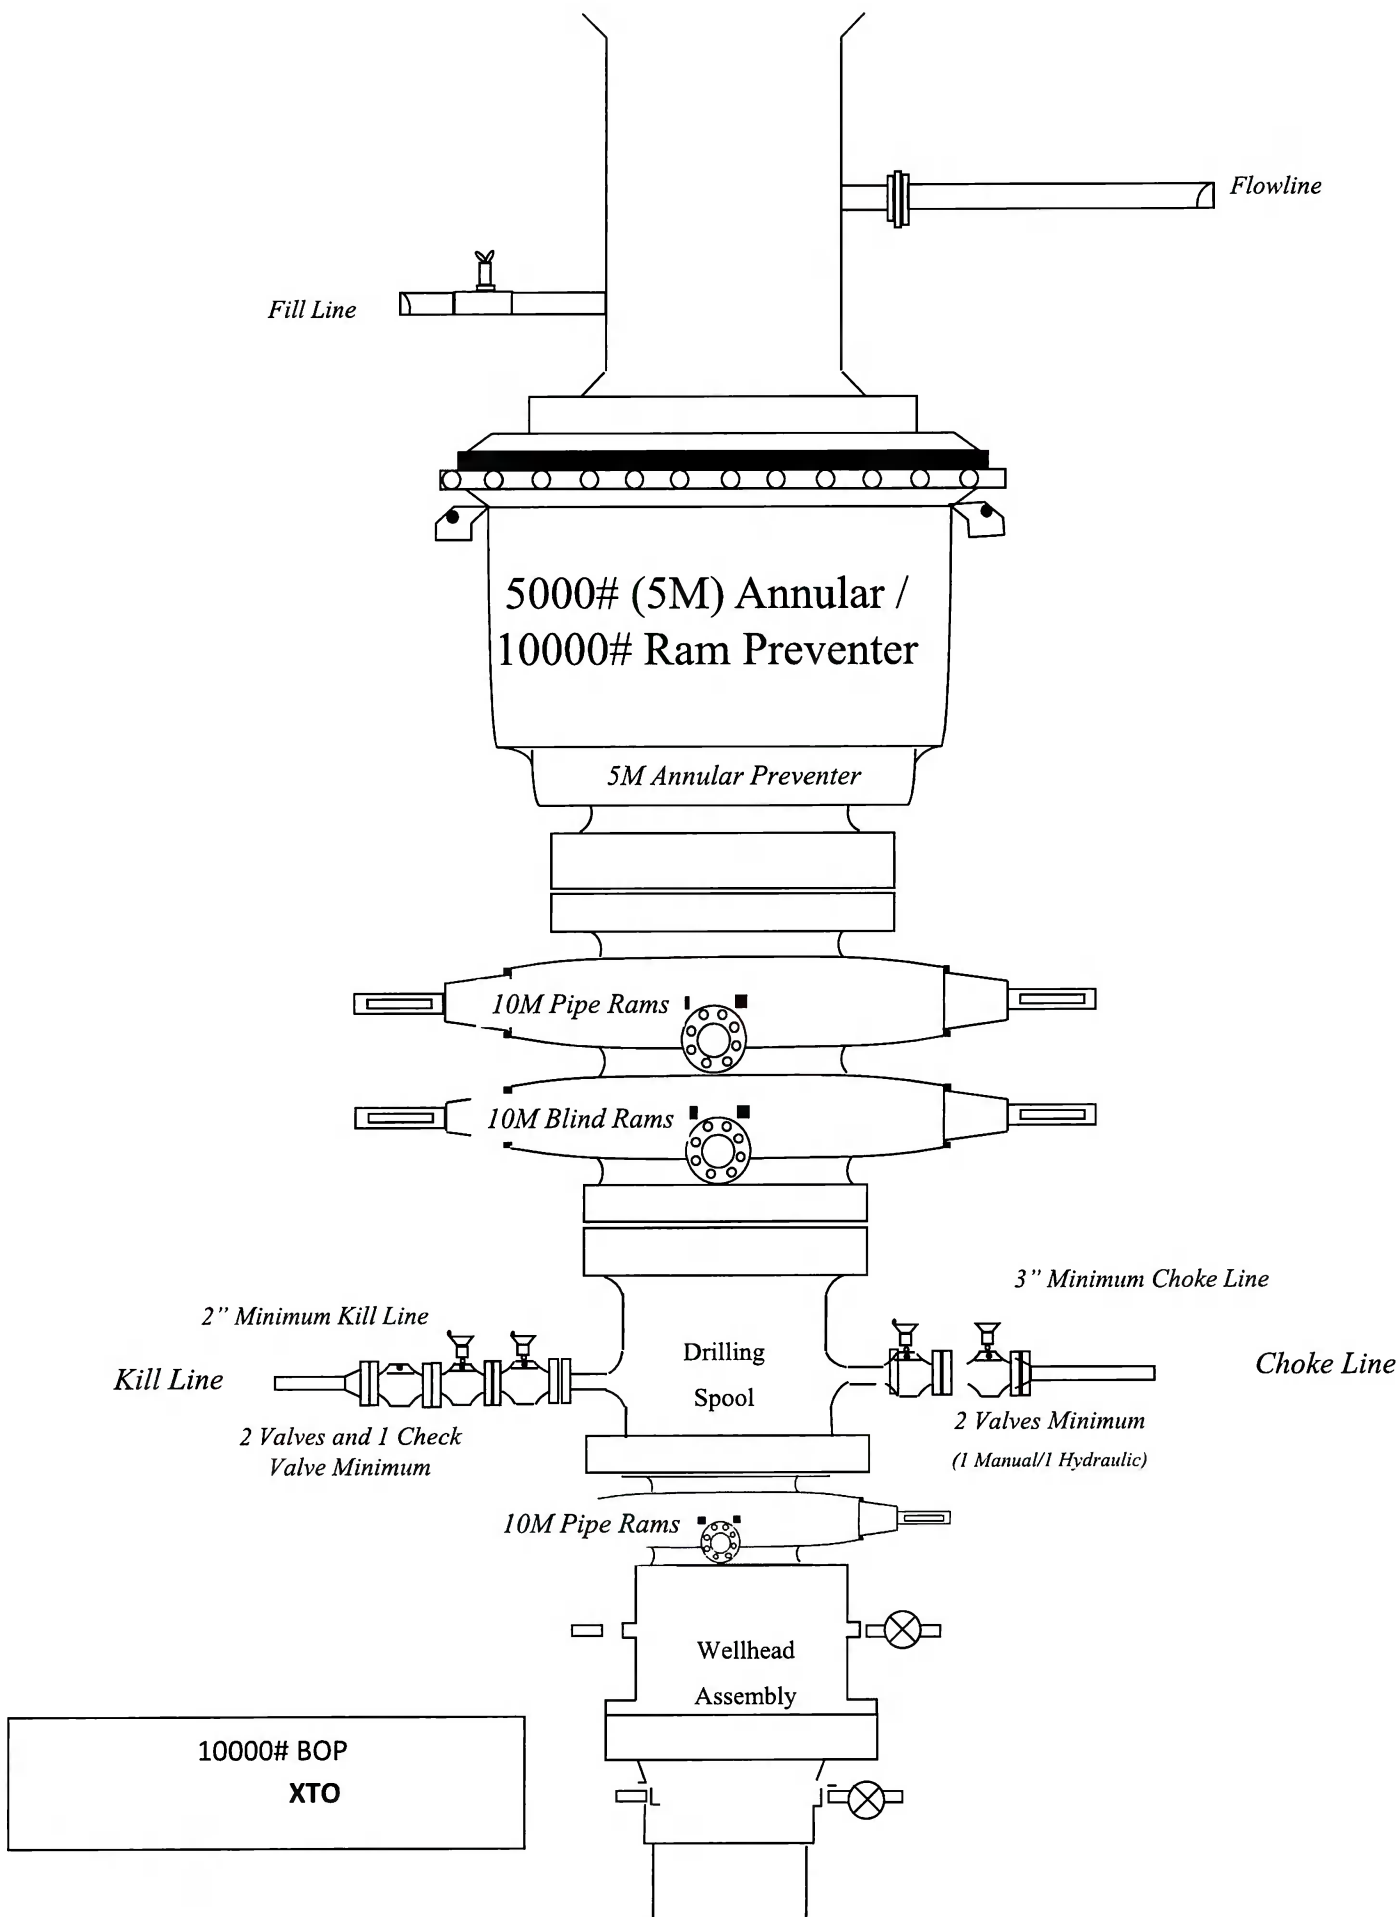 Flowline
Fill Line
5000# (5M) Annular /
10000# Ram Preventer
5M Annular Preventer
10M Pipe Rams
10M Blind Rams
3" Minimum Choke Line
2" Minimum Kill Line
Drilling
Spool
Kill Line
Choke Line
2 Valves and 1 Check
Valve Minimum
2 Valves Minimum
(1 Manual/1 Hydraulic)
10M Pipe Rams
Wellhead
Assembly
10000# BOP
XTO